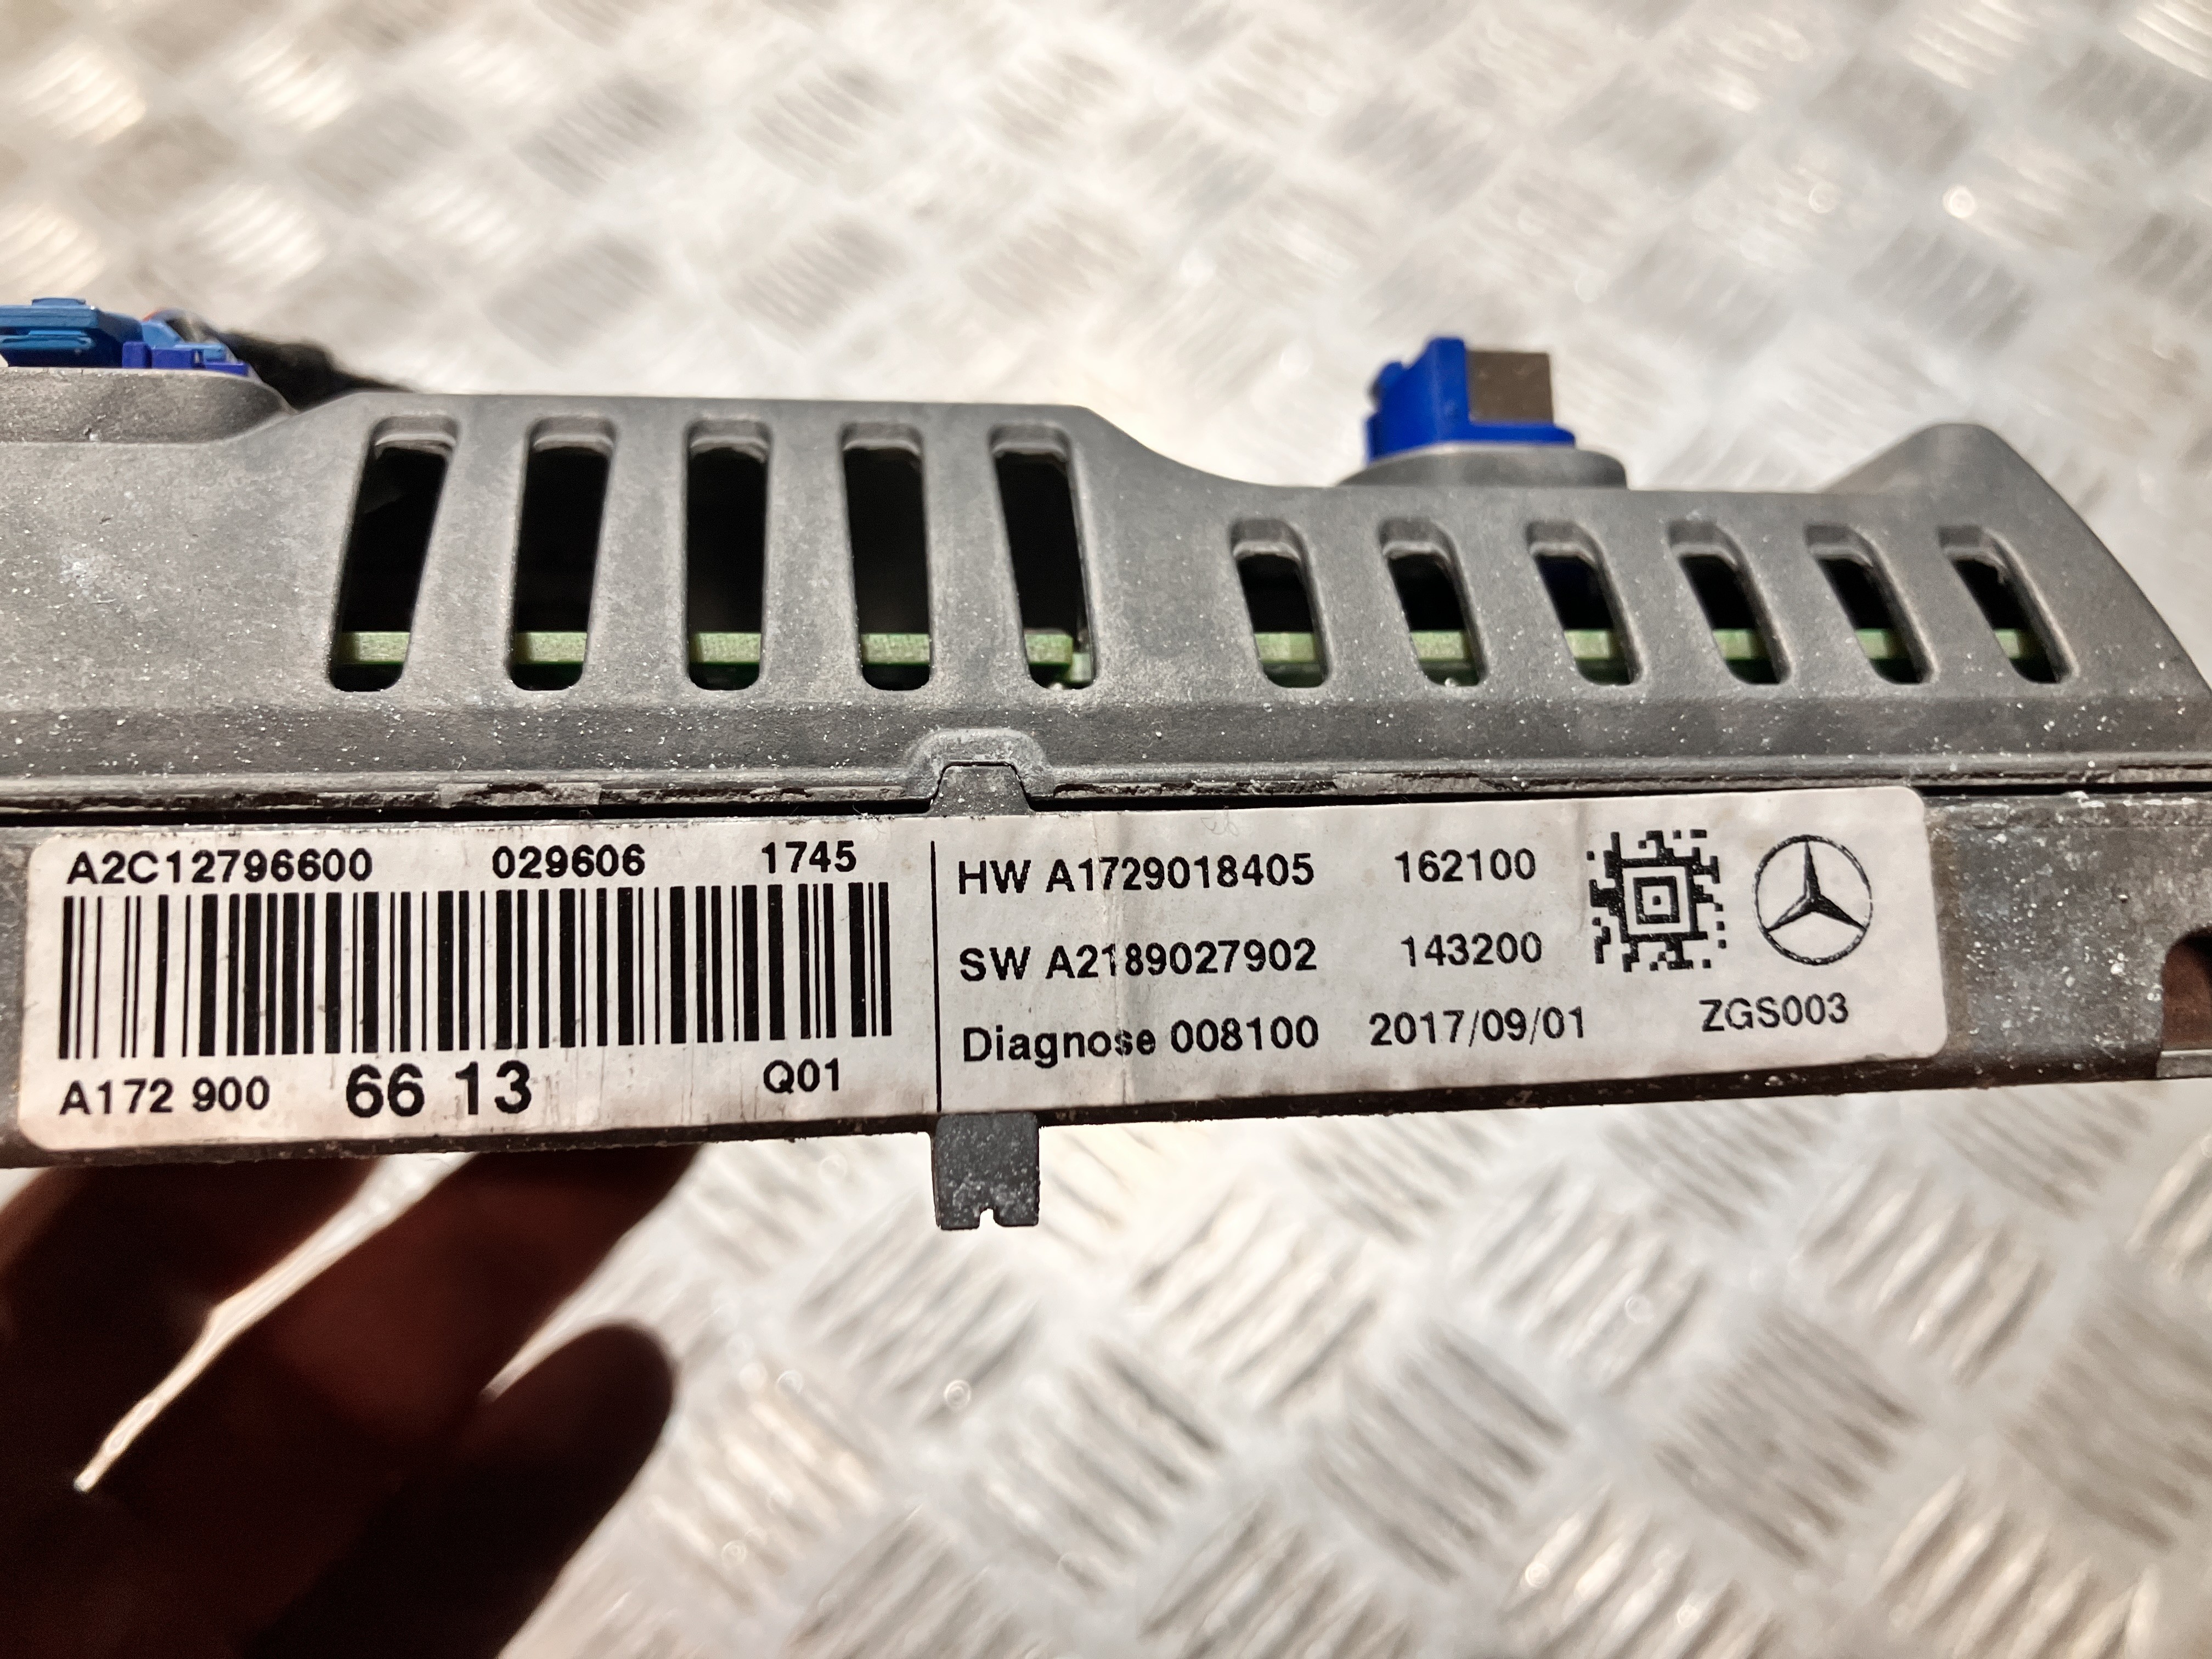 A2C12796600 029606 1745
A172 900 66 13 Q01
HW A1729018405 162100
SW A2189027902 143200
Diagnose 008100 2017/09/01 ZGS003